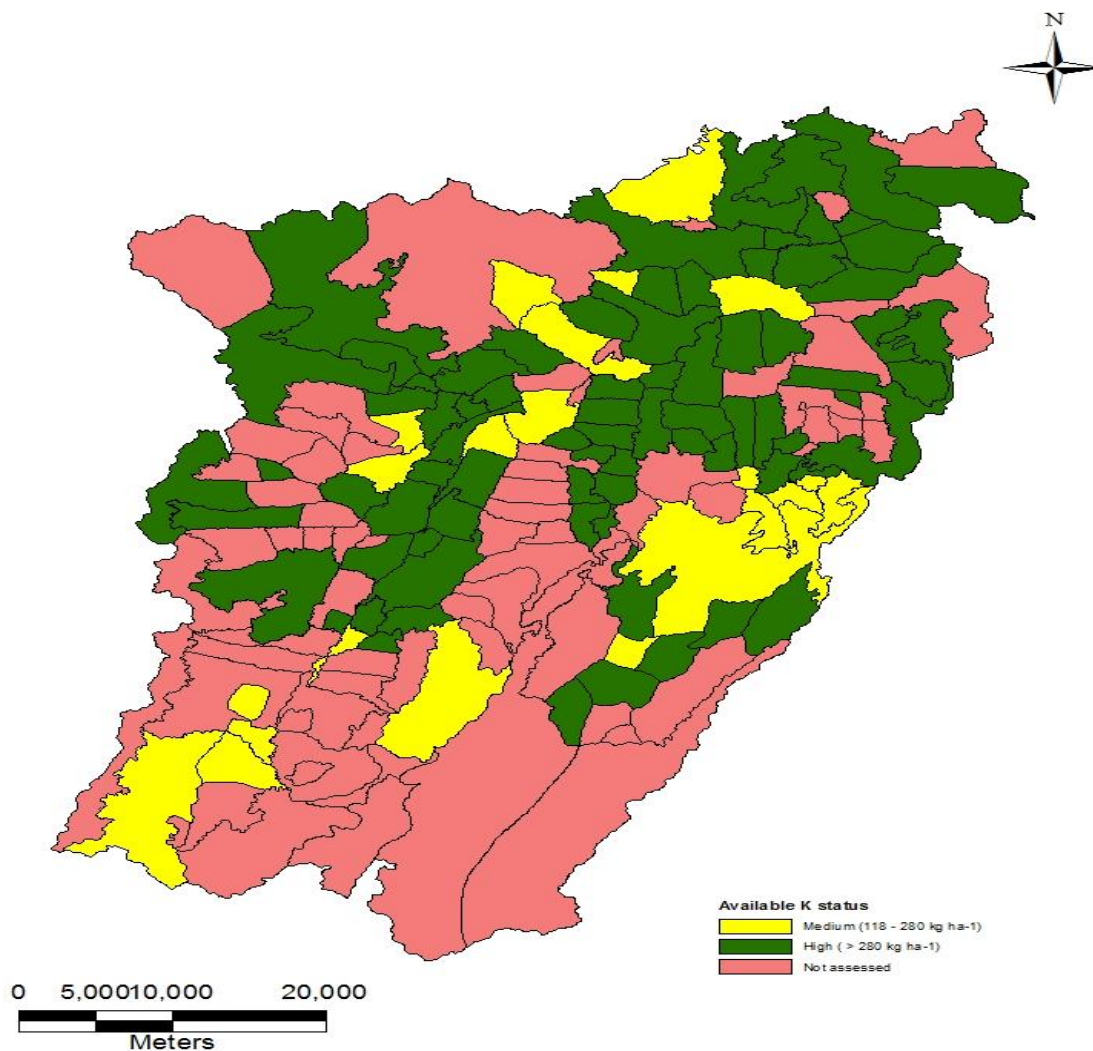 N
Available K status
Medium (118 - 280 kg ha-1)
High ( > 280 kg ha-1)
Not assessed
0 5,00010,000 20,000
Meters